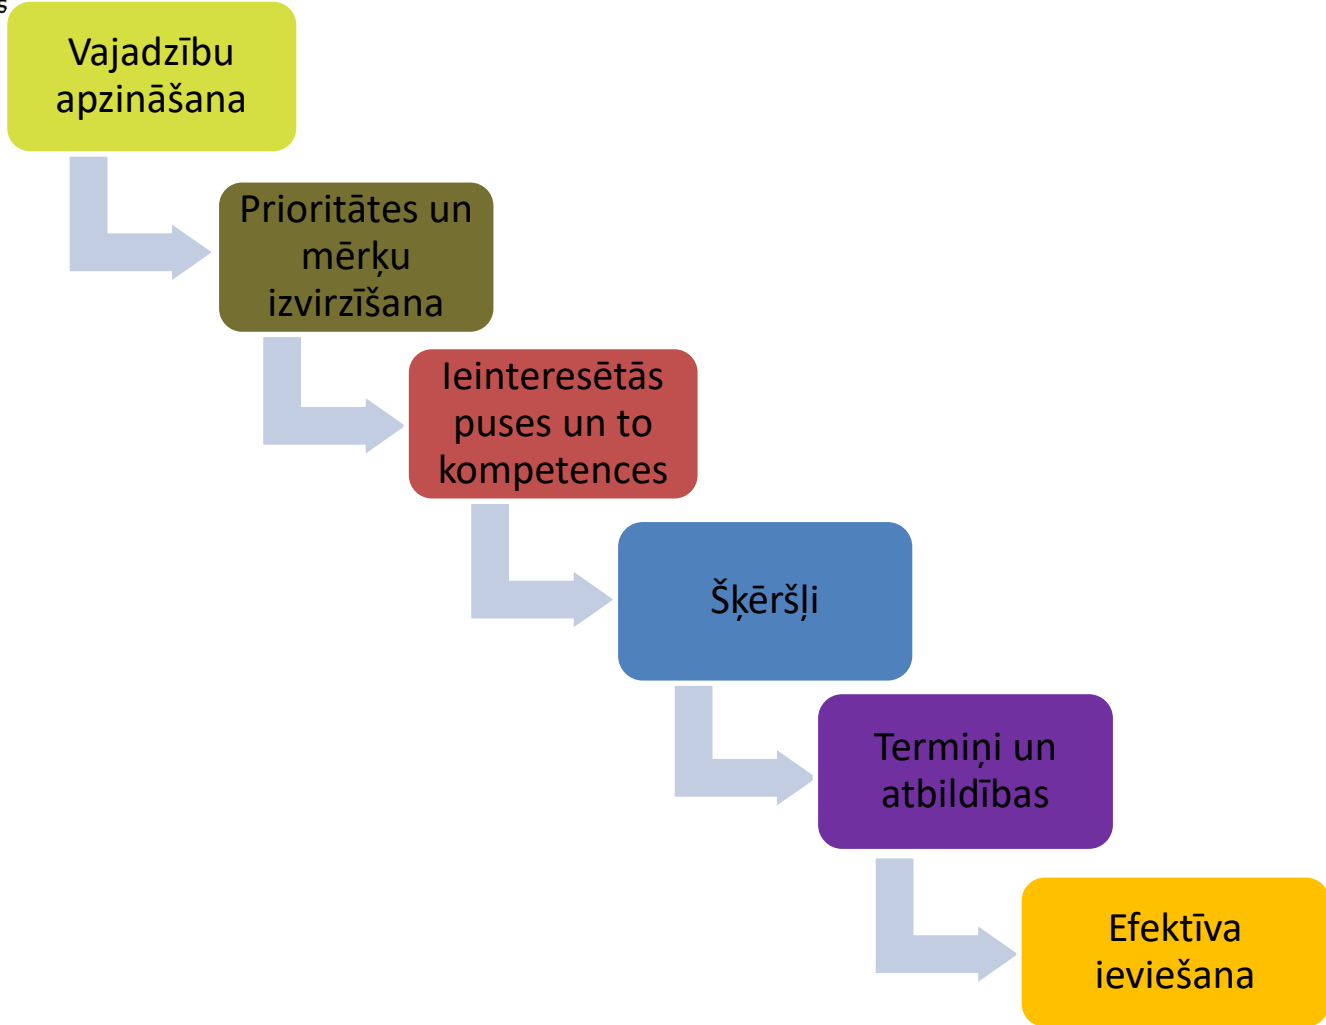 s
Vajadzību
apzināšana
Prioritātes un
mērķu
izvirzīšana
Ieinteresētās
puses un to
kompetences
Šķēršļi
Termiņi un
atbildības
Efektīva
ieviešana